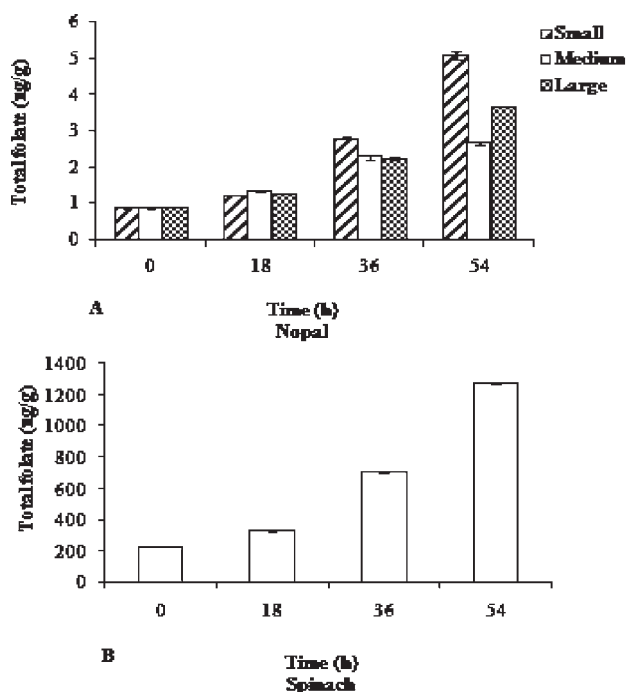 6
5
4
3
2
1
0
Total folate (ng/g)
Small
Medium
Large
0 18 36 54
A
Time (h)
Nopal
1400
1200
1000
800
600
400
200
0
Total folate (ng/g)
0 18 36 54
B
Time (h)
Spinach